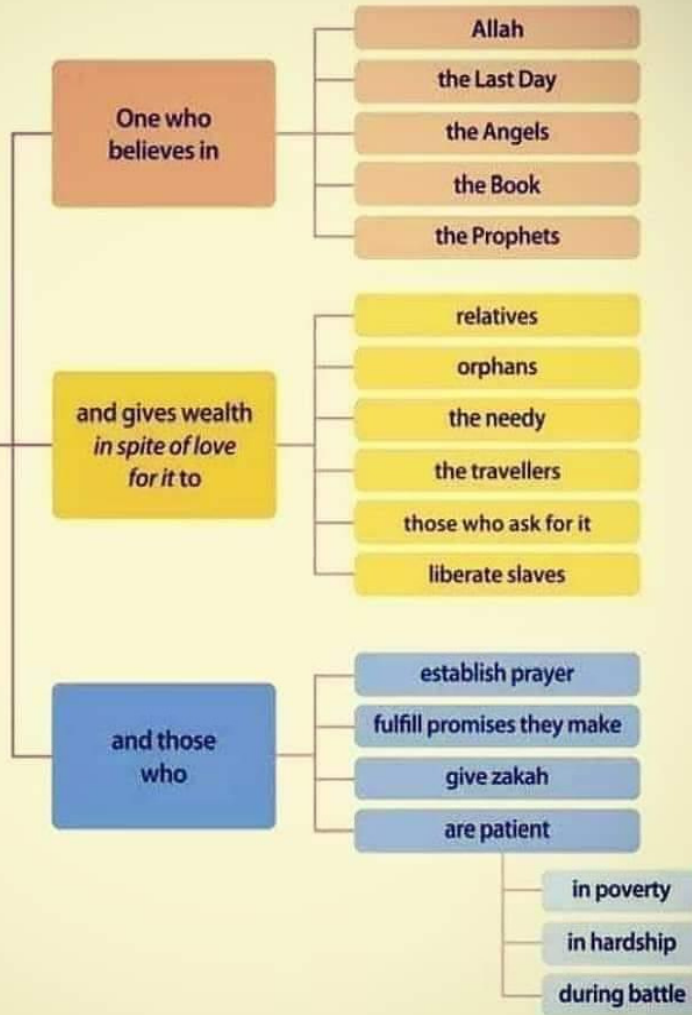 One who
believes in
Allah
the Last Day
the Angels
the Book
the Prophets
and gives wealth
in spite of love
for it to
relatives
orphans
the needy
the travellers
those who ask for it
liberate slaves
and those
who
establish prayer
fulfill promises they make
give zakah
are patient
in poverty
in hardship
during battle